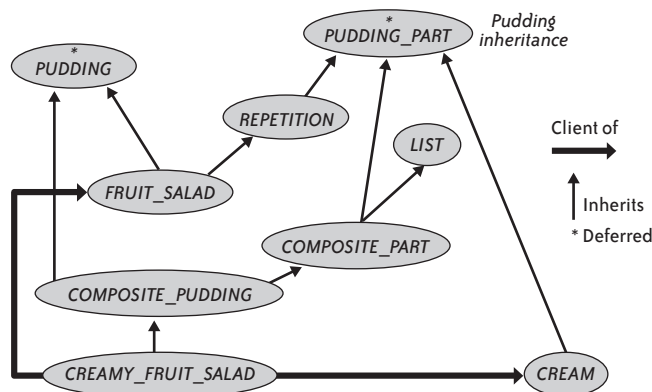 *
PUDDING_PART
Pudding
inheritance
*
PUDDING
REPETITION
LIST
Client of
FRUIT_SALAD
Inherits
* Deferred
COMPOSITE_PART
COMPOSITE_PUDDING
CREAMY_FRUIT_SALAD
CREAM